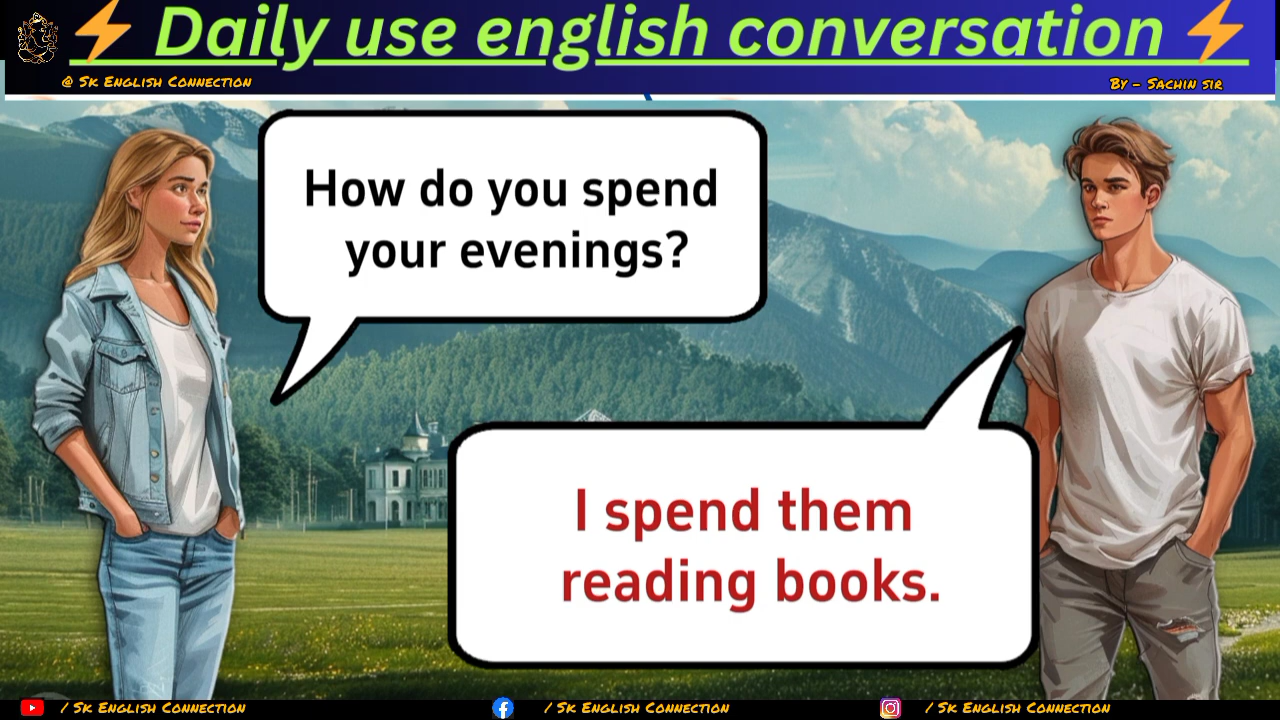 ⚡ Daily use english conversation ⚡
@ Sk English Connection
By - Sachin sir
How do you spend
your evenings?
I spend them
reading books.
/ Sk English Connection
/ Sk English Connection
/ Sk English Connection